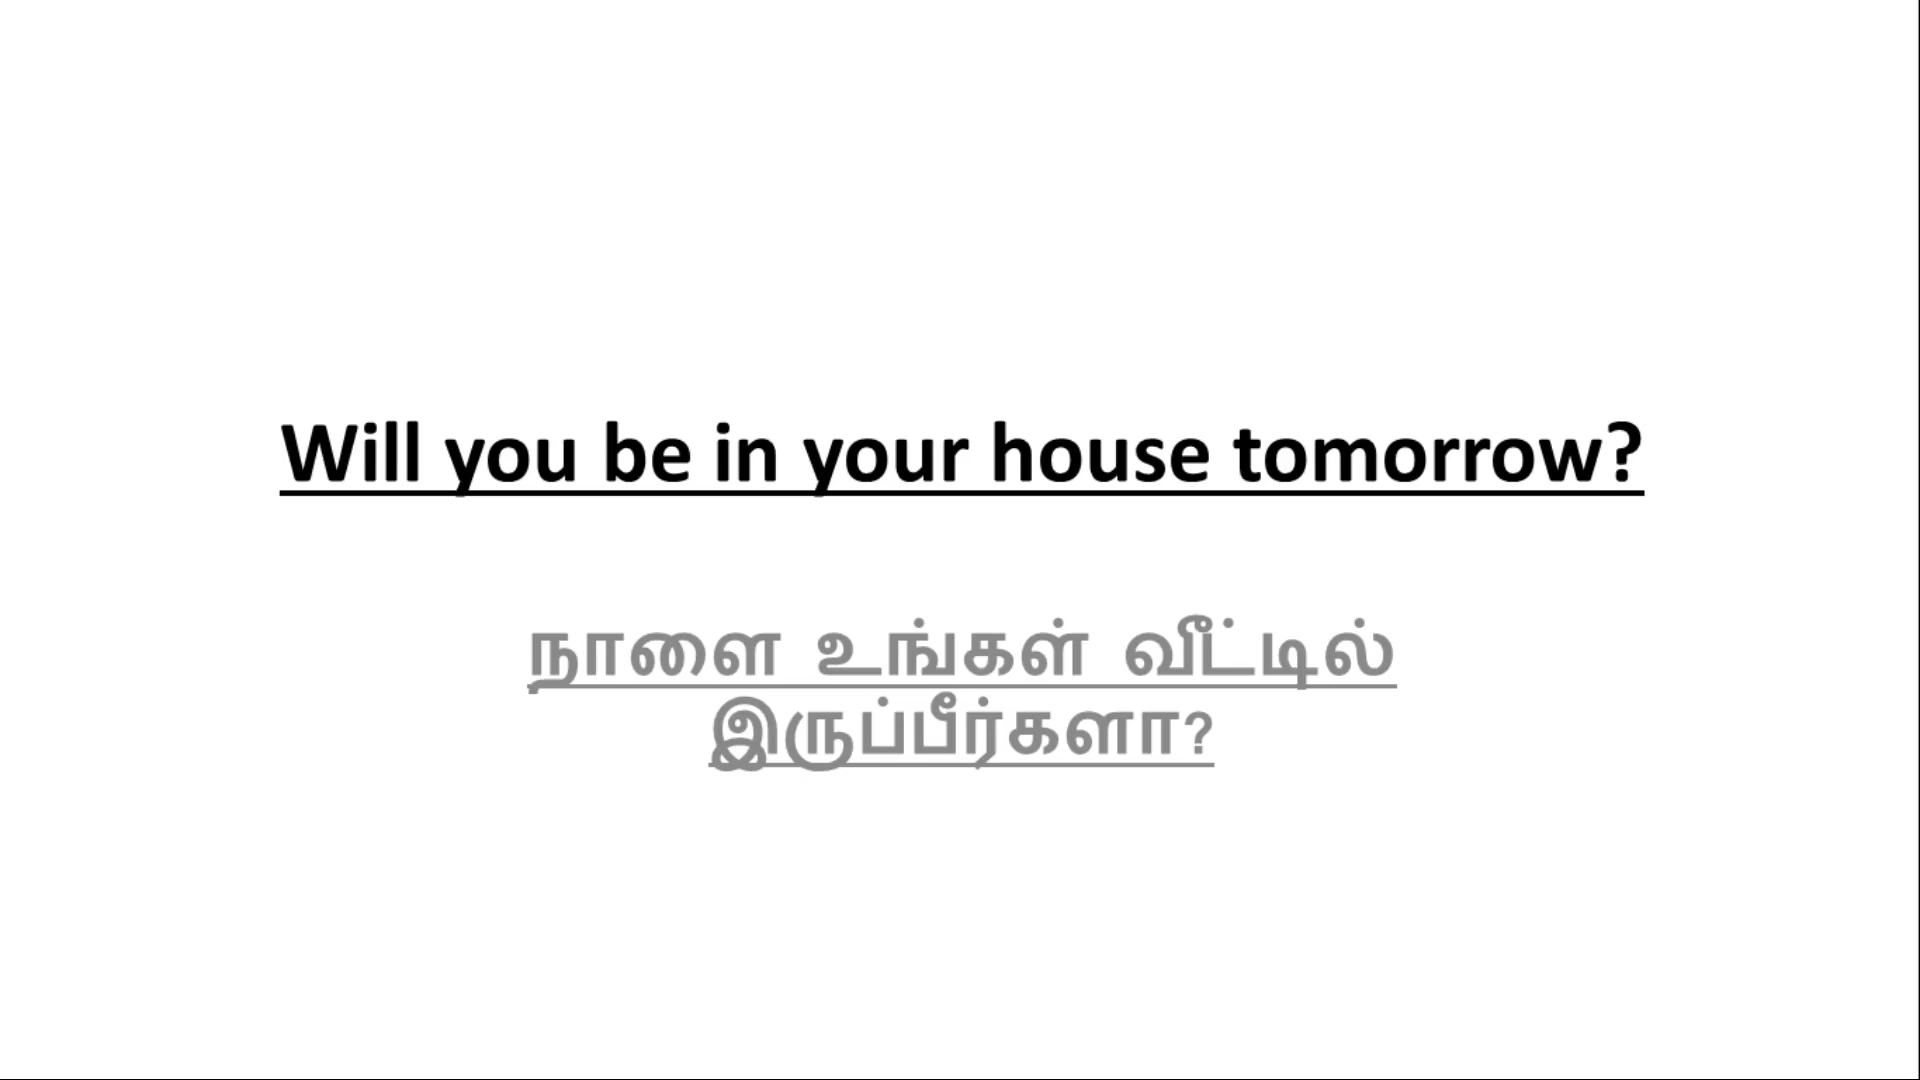 Will you be in your house tomorrow?
நாளை உங்கள் வீட்டில்
இருப்பீர்களா?